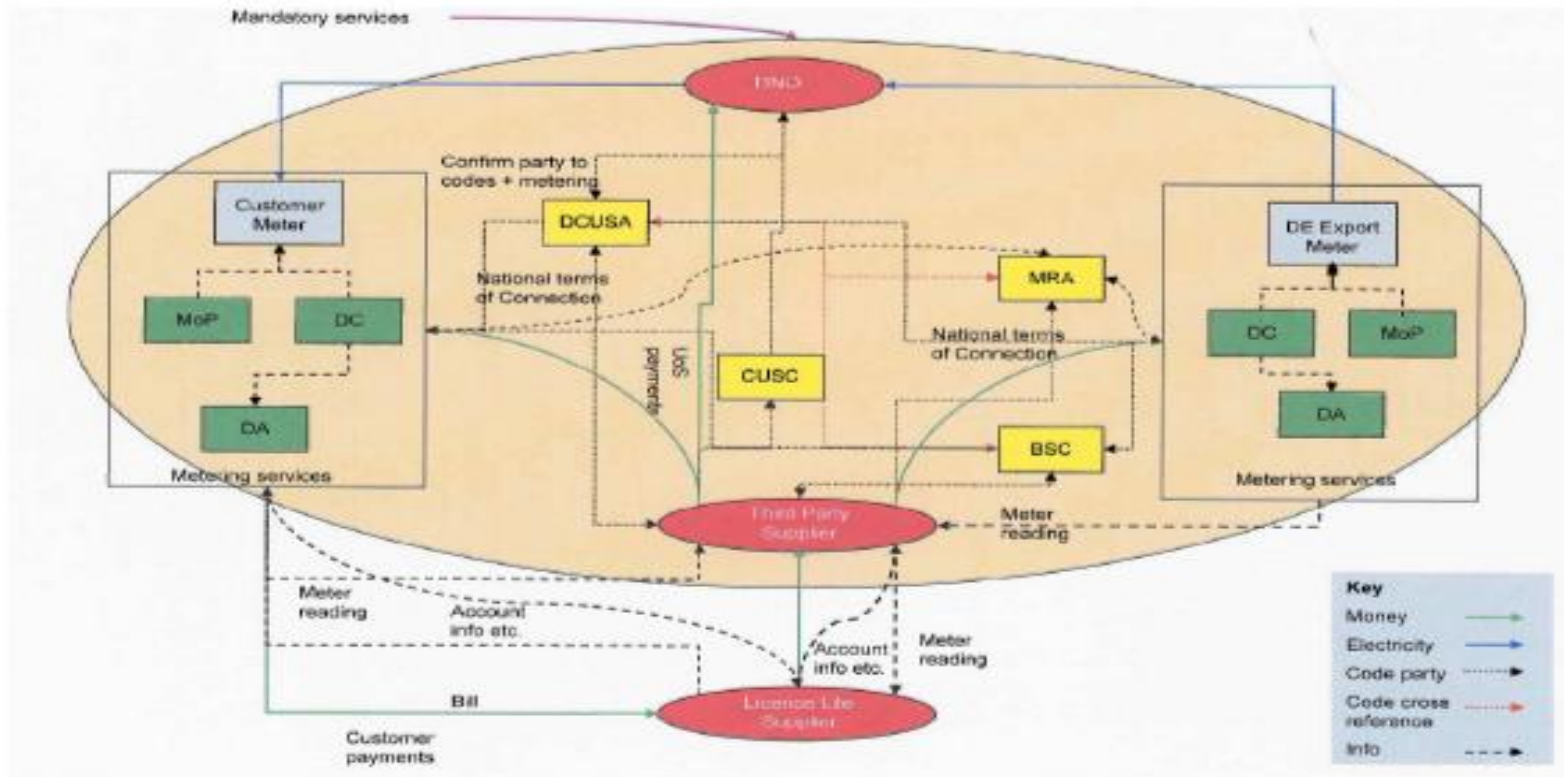 Mandatory services
DNO
Confirm party to
codes + metering
Customer
Meter
DCUSA
DE Export
Meter
National terms
of Connection
MRA
MoP
DC
National terms
of Connection
DC
MoP
UoS
payments
CUSC
DA
DA
BSC
Metering services
Metering services
Third Party
Supplier
Meter
reading
Meter
reading
Account
info etc.
Account
info etc.
Meter
reading
Bill
Licence Lite
Supplier
Customer
payments
Key
Money
Electricity
Code party
Code cross
reference
Info